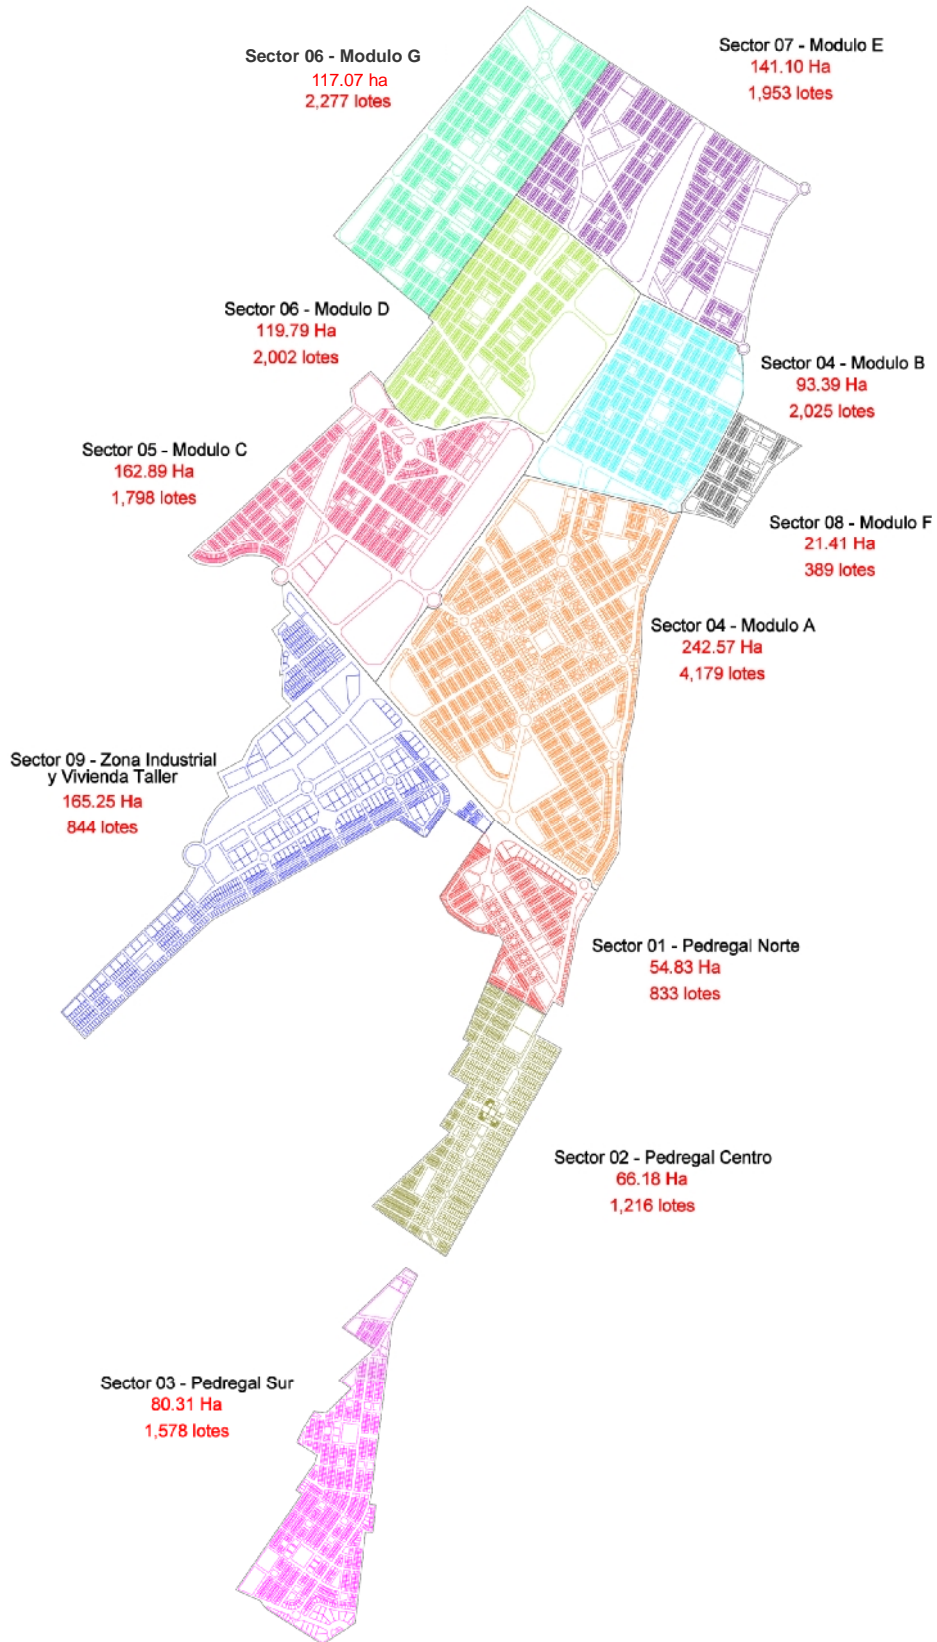 Sector 06 - Modulo G
117.07 ha
2,277 lotes
Sector 07 - Modulo E
141.10 Ha
1,953 lotes
Sector 06 - Modulo D
119.79 Ha
2,002 lotes
Sector 04 - Modulo B
93.39 Ha
2,025 lotes
Sector 05 - Modulo C
162.89 Ha
1,798 lotes
Sector 08 - Modulo F
21.41 Ha
389 lotes
Sector 04 - Modulo A
242.57 Ha
4,179 lotes
Sector 09 - Zona Industrial
y Vivienda Taller
165.25 Ha
844 lotes
Sector 01 - Pedregal Norte
54.83 Ha
833 lotes
Sector 02 - Pedregal Centro
66.18 Ha
1,216 lotes
Sector 03 - Pedregal Sur
80.31 Ha
1,578 lotes